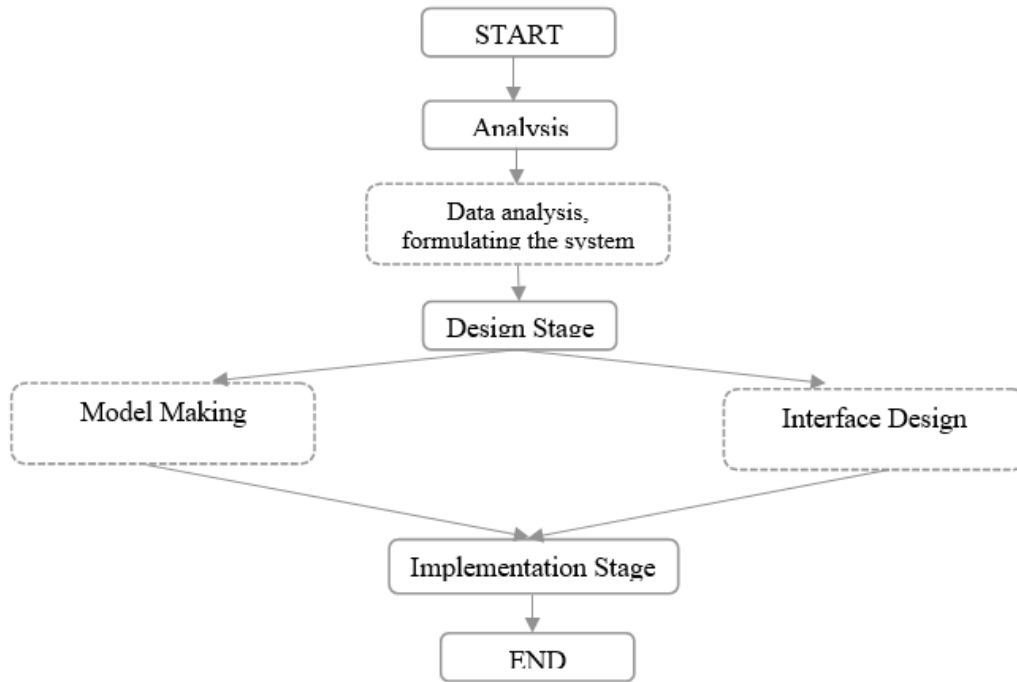 START
Analysis
Data analysis,
formulating the system
Design Stage
Model Making
Interface Design
Implementation Stage
END